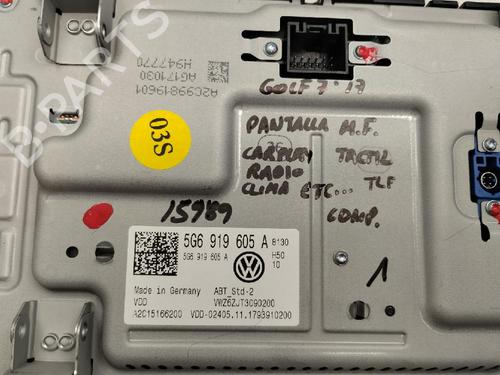 H947770
AG171030
A2C99819601
GOLF 7 '17
B-PARTS
03S
PANTALLA M.F.
CARPLAY TACTIL
RADIO
CLIMA ETC... TLF
COMP.
15989
1
5G6 919 605 A 8130
5G6 919 605 A H50
10
Made in Germany ABT Std-2
VDD VWZ6ZJT3090200
A2C15166200 VDD-02405.11.1793910200